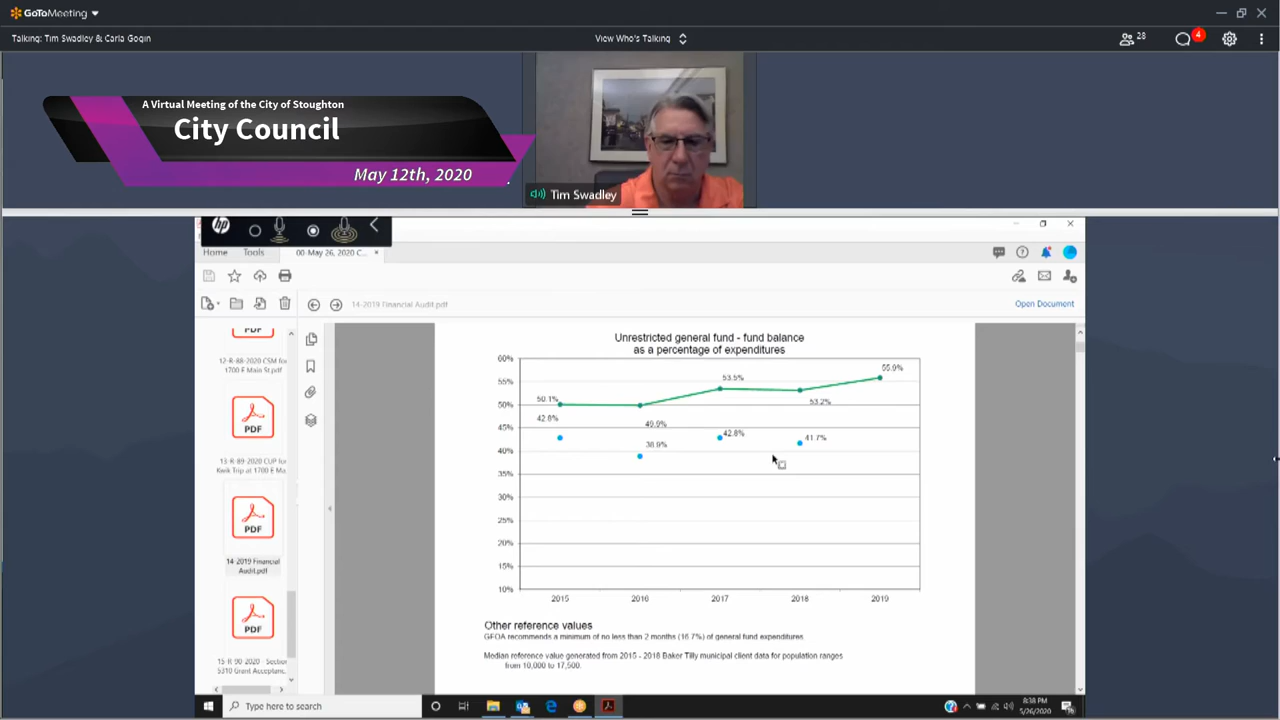 GoToMeeting
Talking: Tim Swadley & Carla Gogin
View Who's Talking
28
4
A Virtual Meeting of the City of Stoughton
City Council
May 12th, 2020
Tim Swadley
hp
Home
Tools
00-May 26, 2020 C...
14-2019 Financial Audit.pdf
Open Document
PDF
12-R-88-2020 CSM for
1700 E Main St.pdf
PDF
13-R-89-2020 CUP for
Kwik Trip at 1700 E Ma...
PDF
14-2019 Financial
Audit.pdf
PDF
15-R-90-2020 - Section
5310 Grant Acceptanc...
Unrestricted general fund - fund balance
as a percentage of expenditures
60%
55%
50%
45%
40%
35%
30%
25%
20%
15%
10%
50.1%
42.8%
49.9%
38.9%
53.5%
42.8%
53.2%
41.7%
55.9%
2015
2016
2017
2018
2019
Other reference values
GFOA recommends a minimum of no less than 2 months (16.7%) of general fund expenditures
Median reference value generated from 2015 - 2018 Baker Tilly municipal client data for population ranges
from 10,000 to 17,500.
Type here to search
8:38 PM
5/26/2020